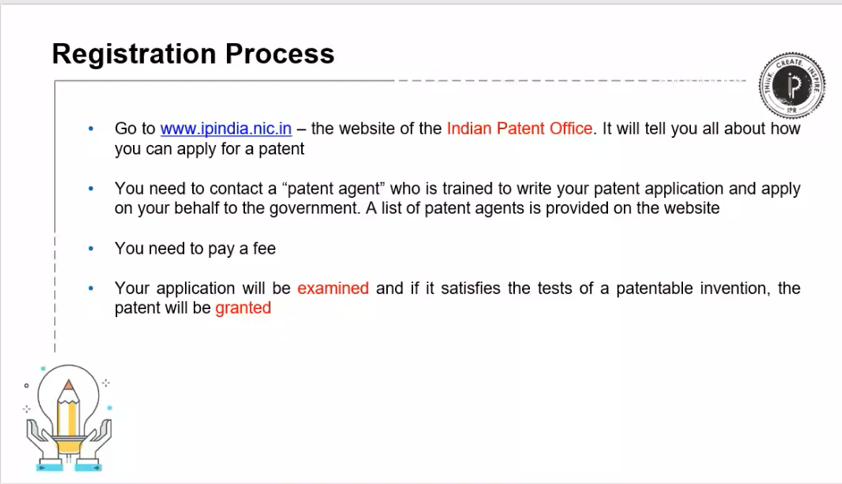 Registration Process
THINK. CREATE. INSPIRE
ip
IPR
• Go to www.ipindia.nic.in – the website of the Indian Patent Office. It will tell you all about how
you can apply for a patent
• You need to contact a “patent agent” who is trained to write your patent application and apply
on your behalf to the government. A list of patent agents is provided on the website
• You need to pay a fee
• Your application will be examined and if it satisfies the tests of a patentable invention, the
patent will be granted